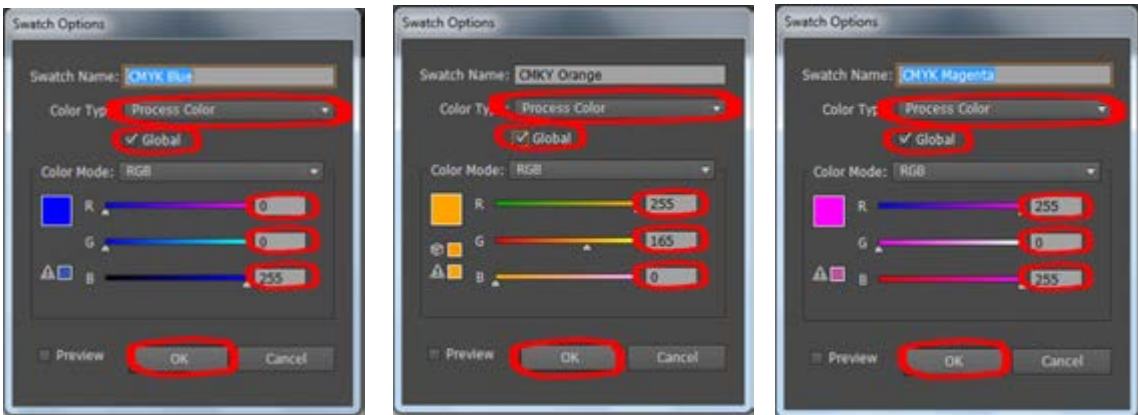 Swatch Options
Swatch Name: CMYK Blue
Color Typ Process Color
Global
Color Mode: RGB
R 0
G 0
B 255
Preview OK Cancel
Swatch Options
Swatch Name: CMKY Orange
Color Ty Process Color
Global
Color Mode: RGB
R 255
G 165
B 0
Preview OK Cancel
Swatch Options
Swatch Name: CMYK Magenta
Color Typ Process Color
Global
Color Mode: RGB
R 255
G 0
B 255
Preview OK Cancel